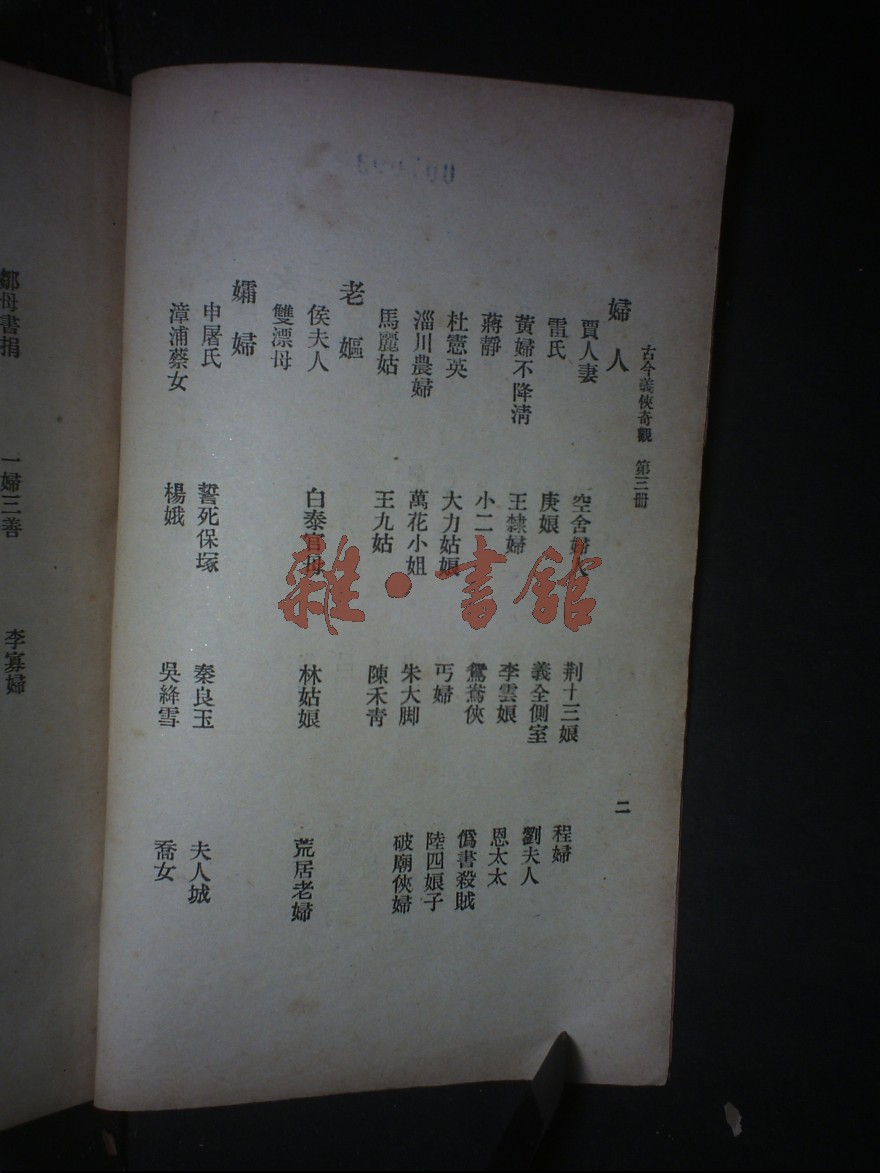 古今義俠奇觀　第三冊　二
婦人
賈人妻　空舍婦人　荆十三娘　程婦
雷氏　庚娘　義全側室　劉夫人
黃婦不降清　王隸婦　李雲娘　恩太太
蔣靜　小二　鴛鴦俠　僞書殺賊
杜憲英　大力姑娘　丐婦　陸四娘子
淄川農婦　萬花小姐　朱大脚　破廟俠婦
馬麗姑　王九姑　陳禾青
老嫗
侯夫人　白泰官母　林姑娘　荒居老婦
雙漂母
孀婦
申屠氏　誓死保塚　秦良玉　夫人城
漳浦蔡女　楊娥　吳絳雪　喬女
鄒母書捐　一婦三善　李寡婦
雜·書館